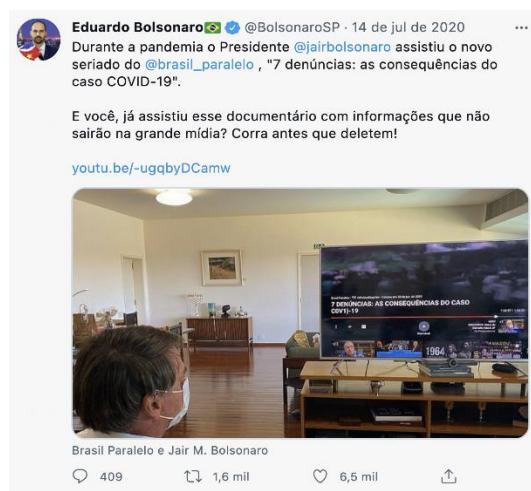 Eduardo Bolsonaro @BolsonaroSP · 14 de jul de 2020
Durante a pandemia o Presidente @jairbolsonaro assistiu o novo
seriado do @brasil_paralelo , "7 denúncias: as consequências do
caso COVID-19".
E você, já assistiu esse documentário com informações que não
sairão na grande mídia? Corra antes que deletem!
youtu.be/-ugqbyDCamw
7 DENÚNCIAS: AS CONSEQUÊNCIAS DO CASO
COV1)-19
1964
Brasil Paralelo e Jair M. Bolsonaro
409 1,6 mil 6,5 mil